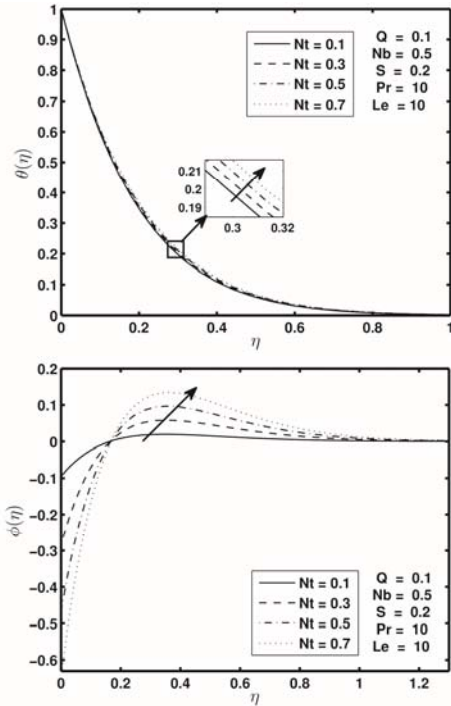 1
0.9
0.8
0.7
0.6
0.5
0.4
0.3
0.2
0.1
0
θ(η)
Nt = 0.1
Nt = 0.3
Nt = 0.5
Nt = 0.7
Q = 0.1
Nb = 0.5
S = 0.2
Pr = 10
Le = 10
0.21
0.2
0.19
0.3 0.32
0 0.2 0.4 0.6 0.8 1
η
0.2
0.1
0
−0.1
−0.2
−0.3
−0.4
−0.5
−0.6
ϕ(η)
Nt = 0.1
Nt = 0.3
Nt = 0.5
Nt = 0.7
Q = 0.1
Nb = 0.5
S = 0.2
Pr = 10
Le = 10
0 0.2 0.4 0.6 0.8 1 1.2
η